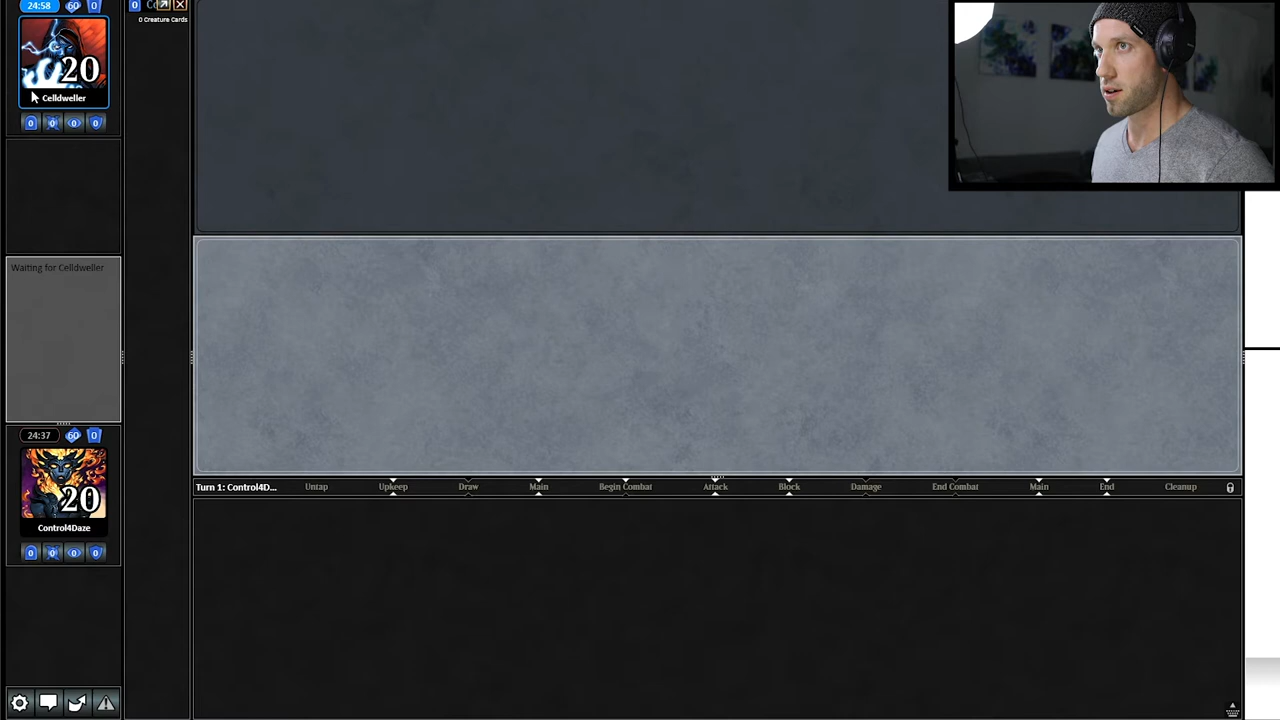 24:58 60 0
20
Celldweller
0 0 0 0
0 Co
0 Creature Cards
Waiting for Celldweller
24:37 60 0
20
Control4Daze
0 0 0 0
Turn 1: Control4D... Untap Upkeep Draw Main Begin Combat Attack Block Damage End Combat Main End Cleanup